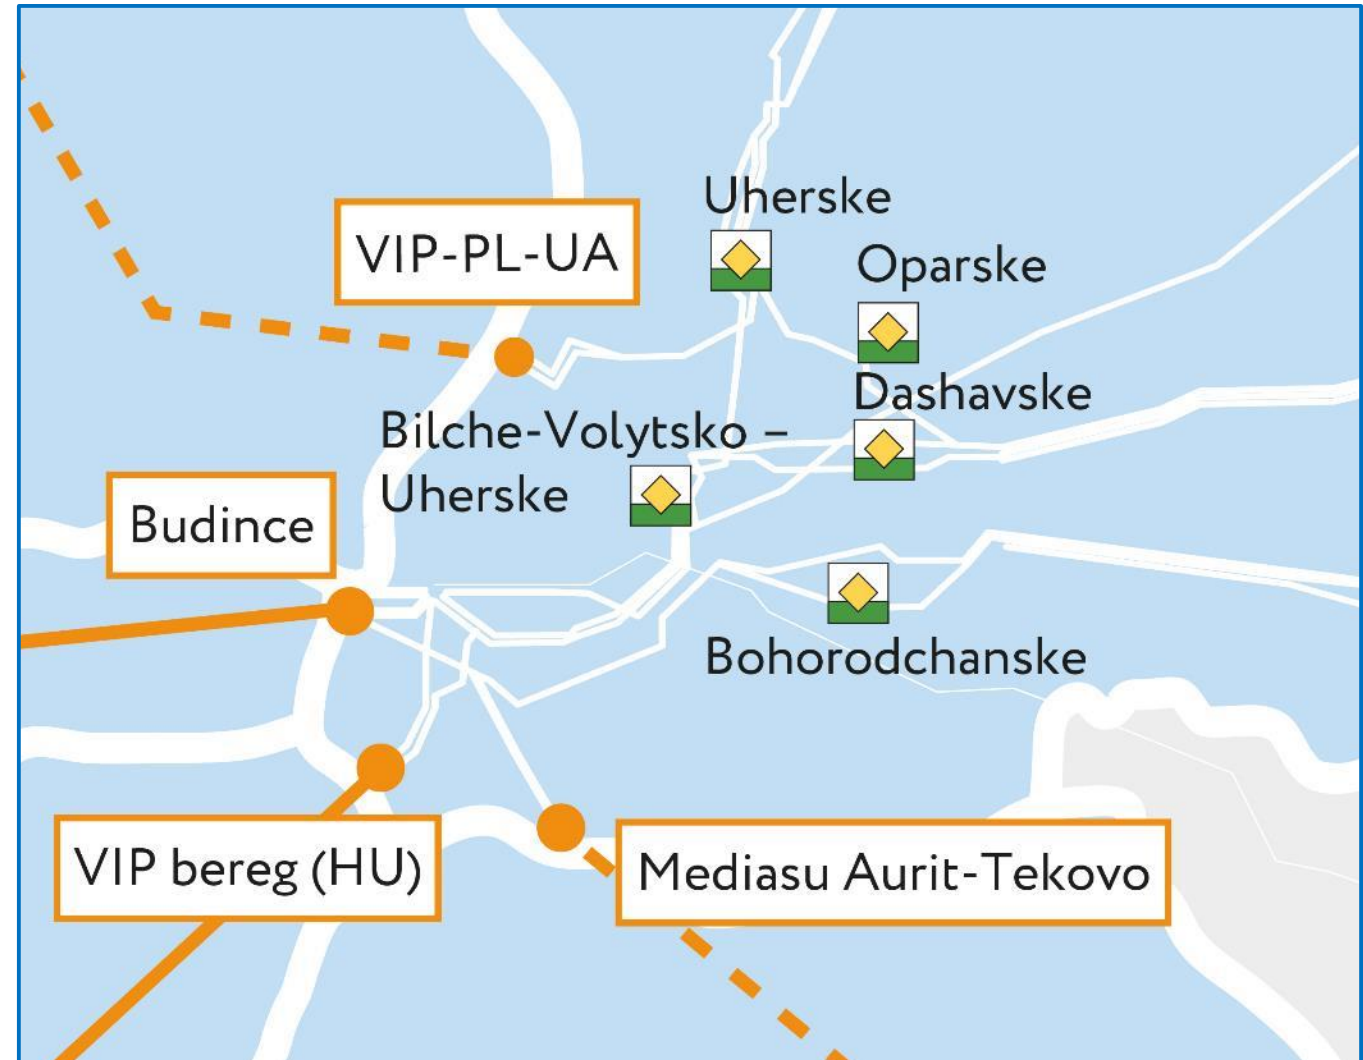 Uherske
VIP-PL-UA
Oparske
Dashavske
Bilche-Volytsko –
Uherske
Budince
Bohorodchanske
VIP bereg (HU)
Mediasu Aurit-Tekovo